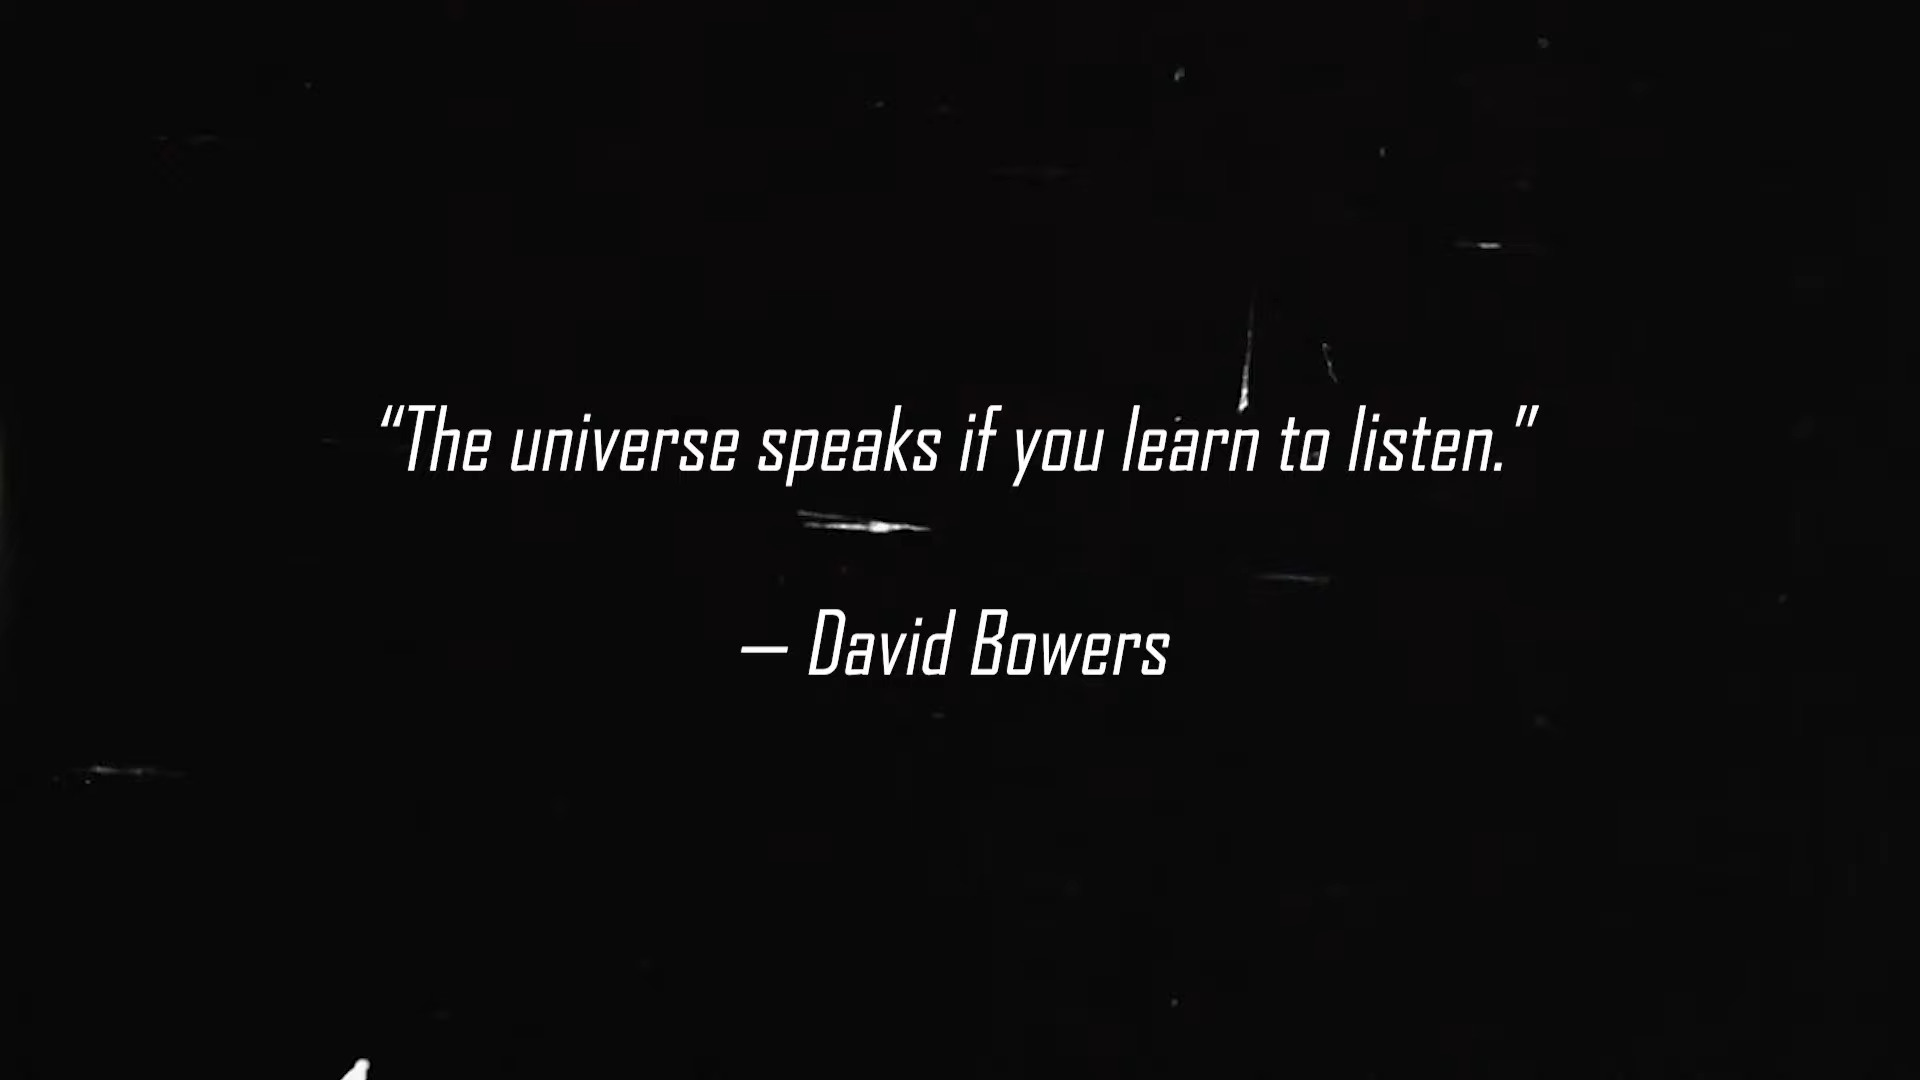 “The universe speaks if you learn to listen.”
— David Bowers